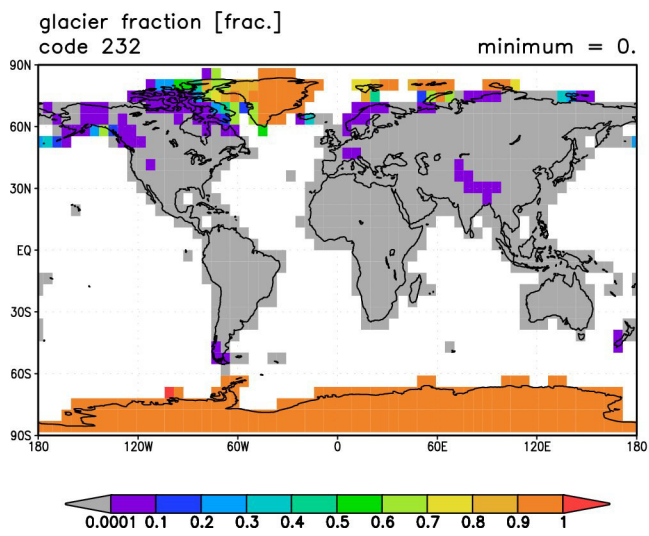 glacier fraction [frac.]
code 232
minimum = 0.
90N
60N
30N
EQ
30S
60S
90S
180 120W 60W 0 60E 120E 180
0.0001 0.1 0.2 0.3 0.4 0.5 0.6 0.7 0.8 0.9 1